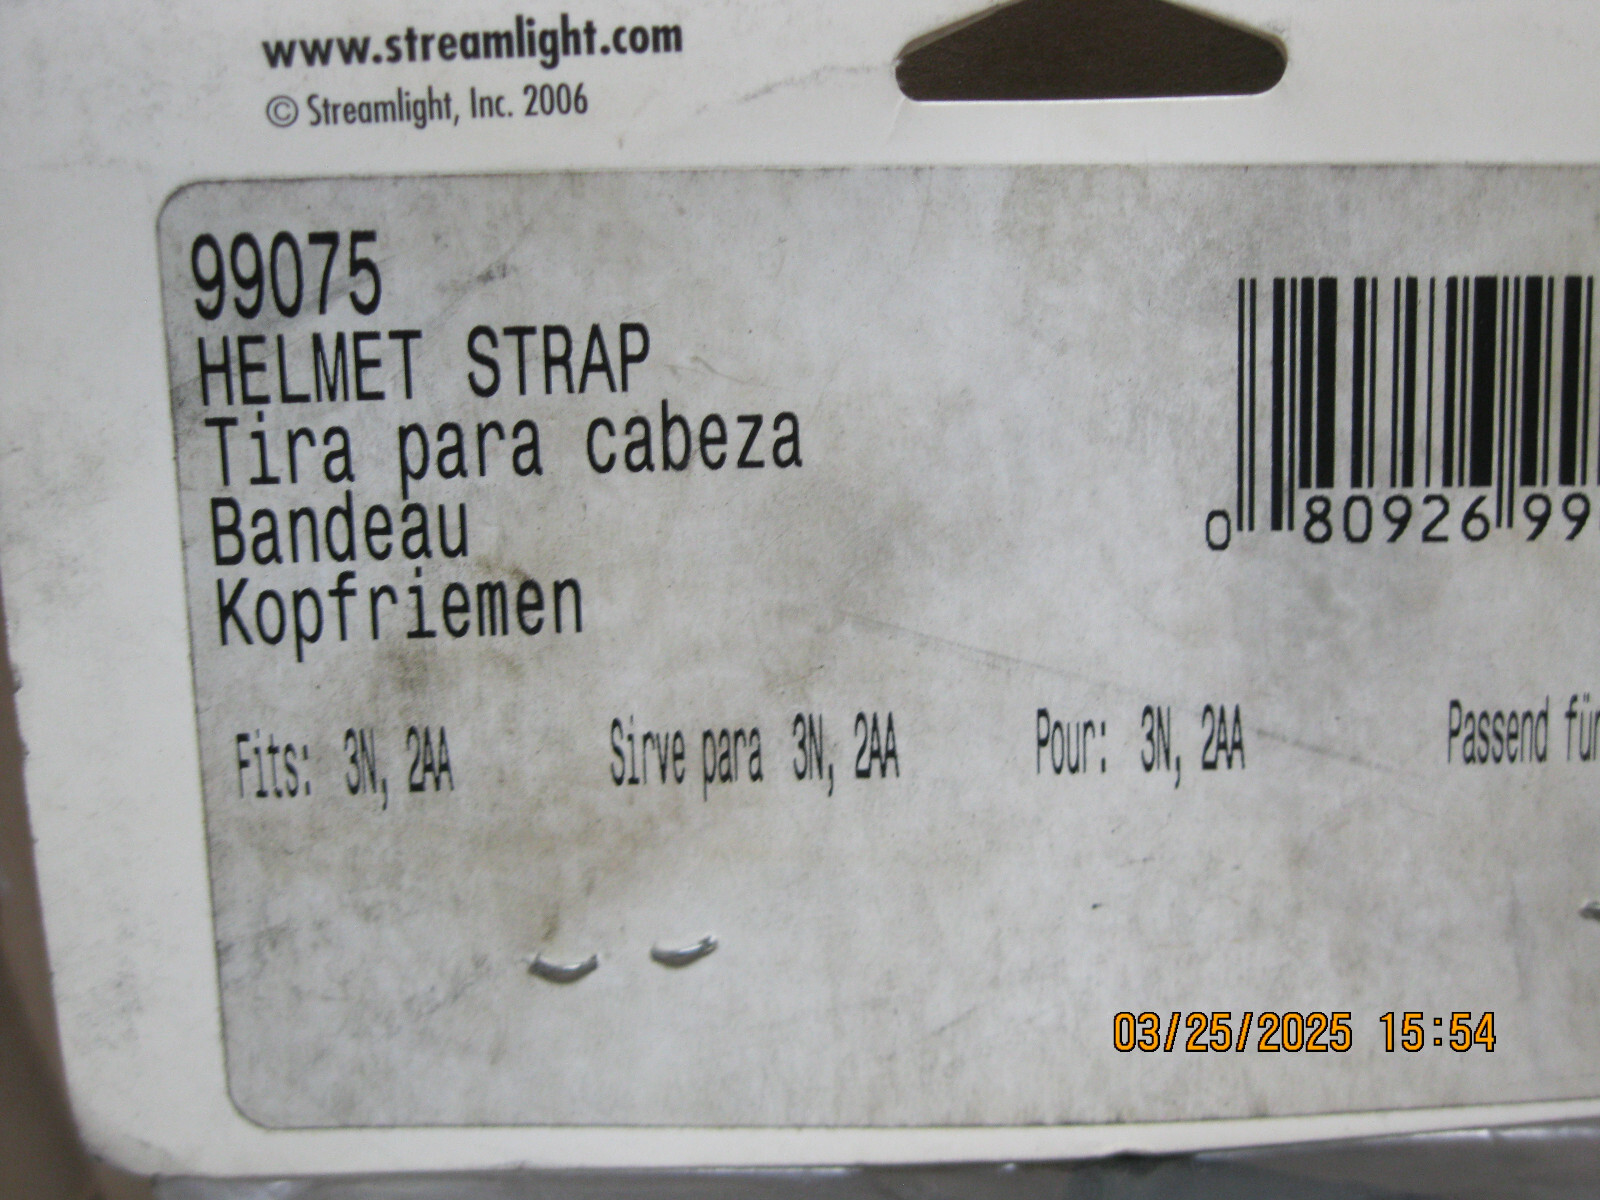 www.streamlight.com
© Streamlight, Inc. 2006
99075
HELMET STRAP
Tira para cabeza
Bandeau
Kopfriemen
0 80926 99
Fits: 3N, 2AA Sirve para 3N, 2AA Pour: 3N, 2AA Passend für
03/25/2025 15:54